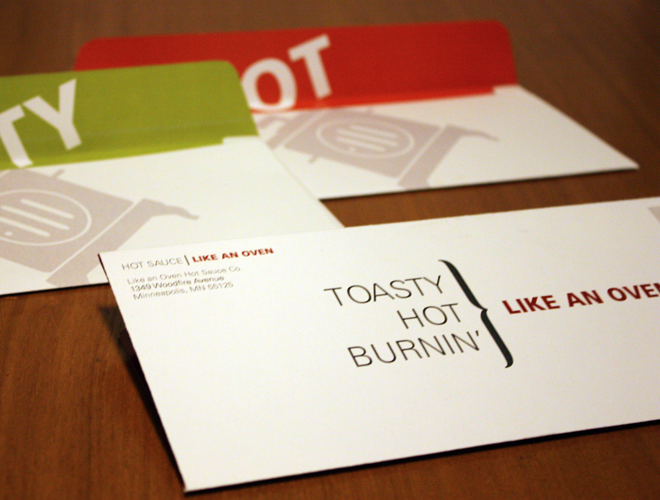 TY
OT
HOT SAUCE | LIKE AN OVEN
Like an Oven Hot Sauce Co.
1349 Woodfire Avenue
Minneapolis, MN 55125
TOASTY
HOT
BURNIN'
LIKE AN OVEN